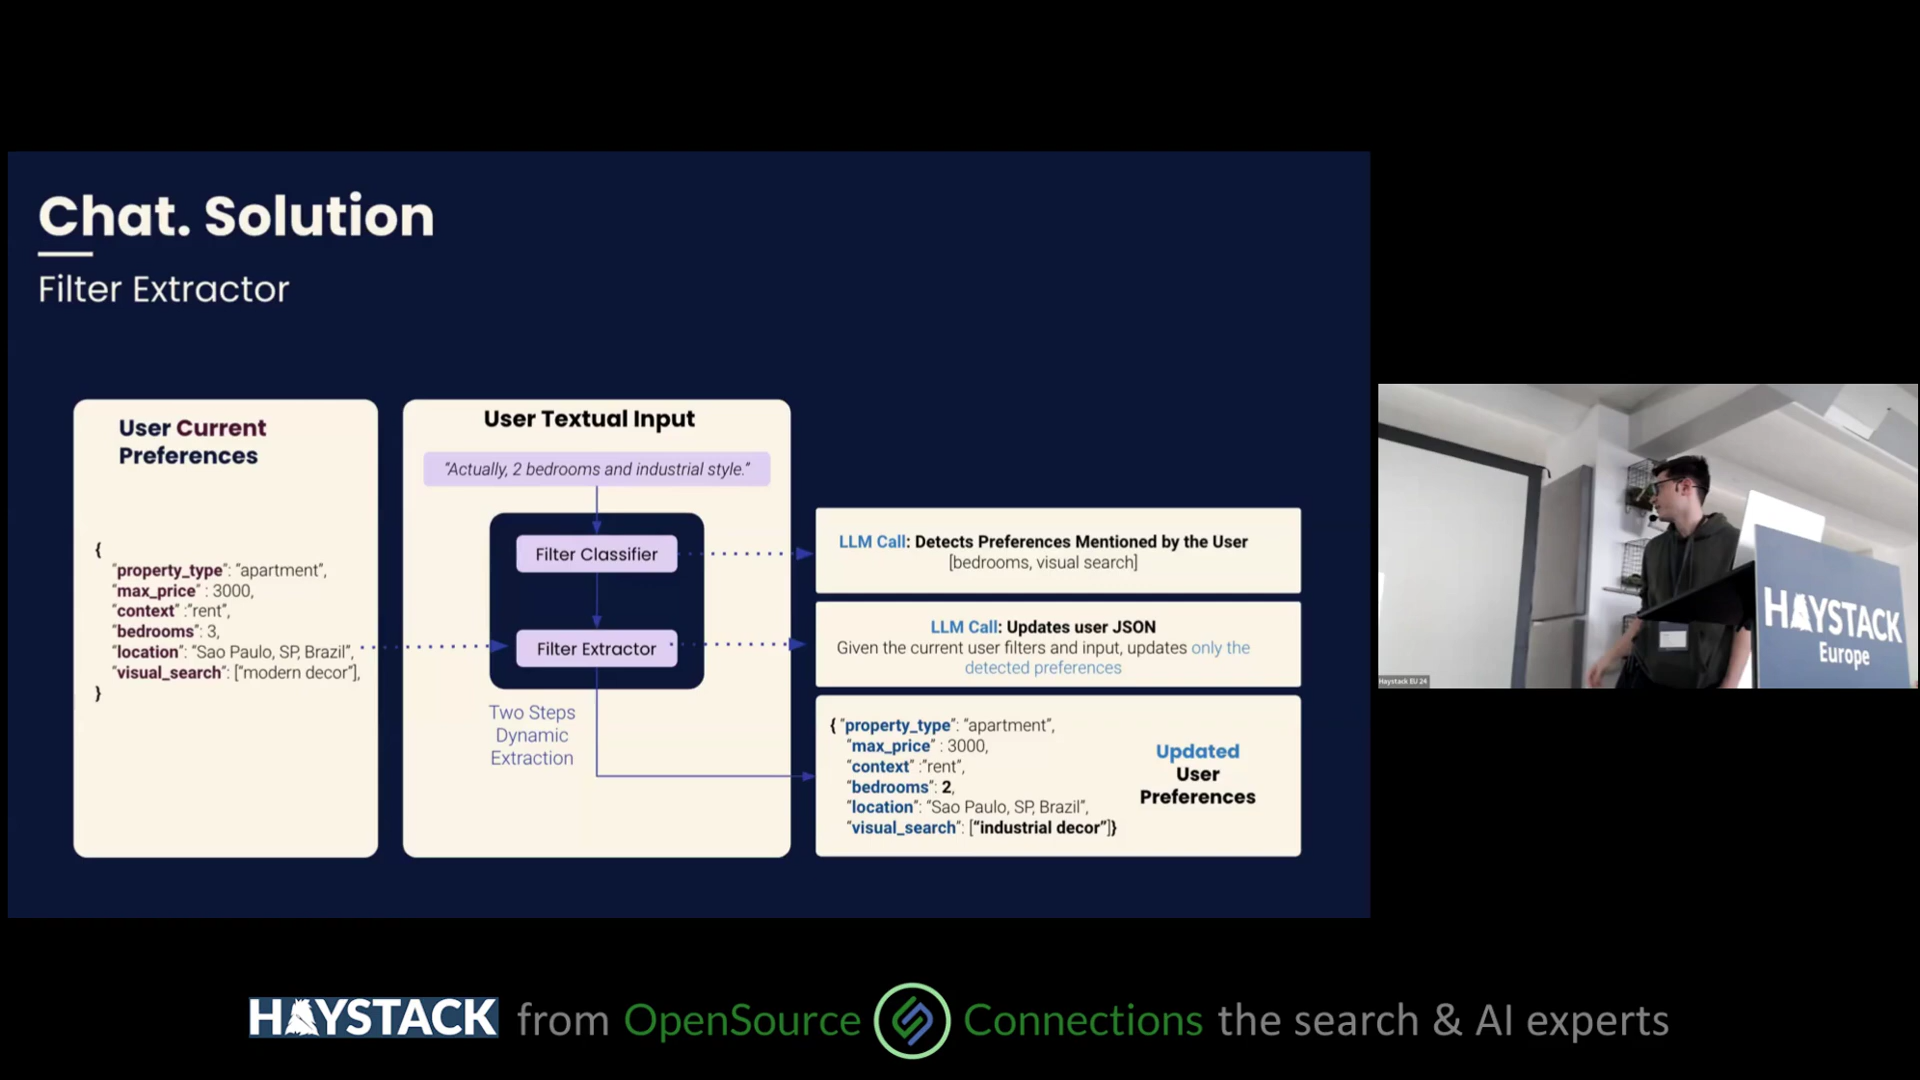 Chat. Solution
Filter Extractor
User Current
Preferences
{
"property_type": "apartment",
"max_price" : 3000,
"context" :"rent",
"bedrooms": 3,
"location": "Sao Paulo, SP, Brazil",
"visual_search": ["modern decor"],
}
User Textual Input
"Actually, 2 bedrooms and industrial style."
Filter Classifier
Filter Extractor
Two Steps
Dynamic
Extraction
LLM Call: Detects Preferences Mentioned by the User
[bedrooms, visual search]
LLM Call: Updates user JSON
Given the current user filters and input, updates only the
detected preferences
{ "property_type": "apartment",
"max_price" : 3000,
"context" :"rent",
"bedrooms": 2,
"location": "Sao Paulo, SP, Brazil",
"visual_search": ["industrial decor"]}
Updated
User
Preferences
HAYSTACK
Europe
Haystack EU 24
HAYSTACK from OpenSource Connections the search & AI experts